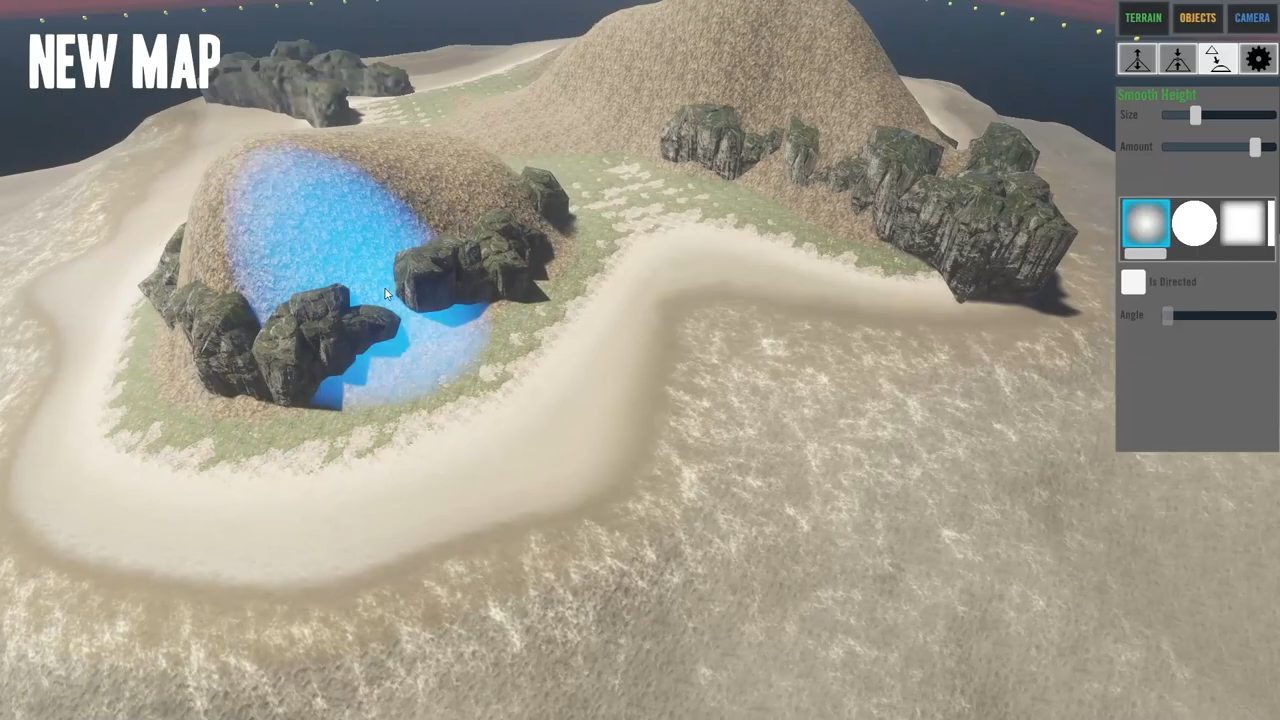 NEW MAP
TERRAIN OBJECTS CAMERA
Smooth Height
Size
Amount
Is Directed
Angle